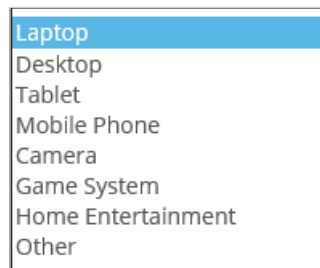 Laptop
Desktop
Tablet
Mobile Phone
Camera
Game System
Home Entertainment
Other